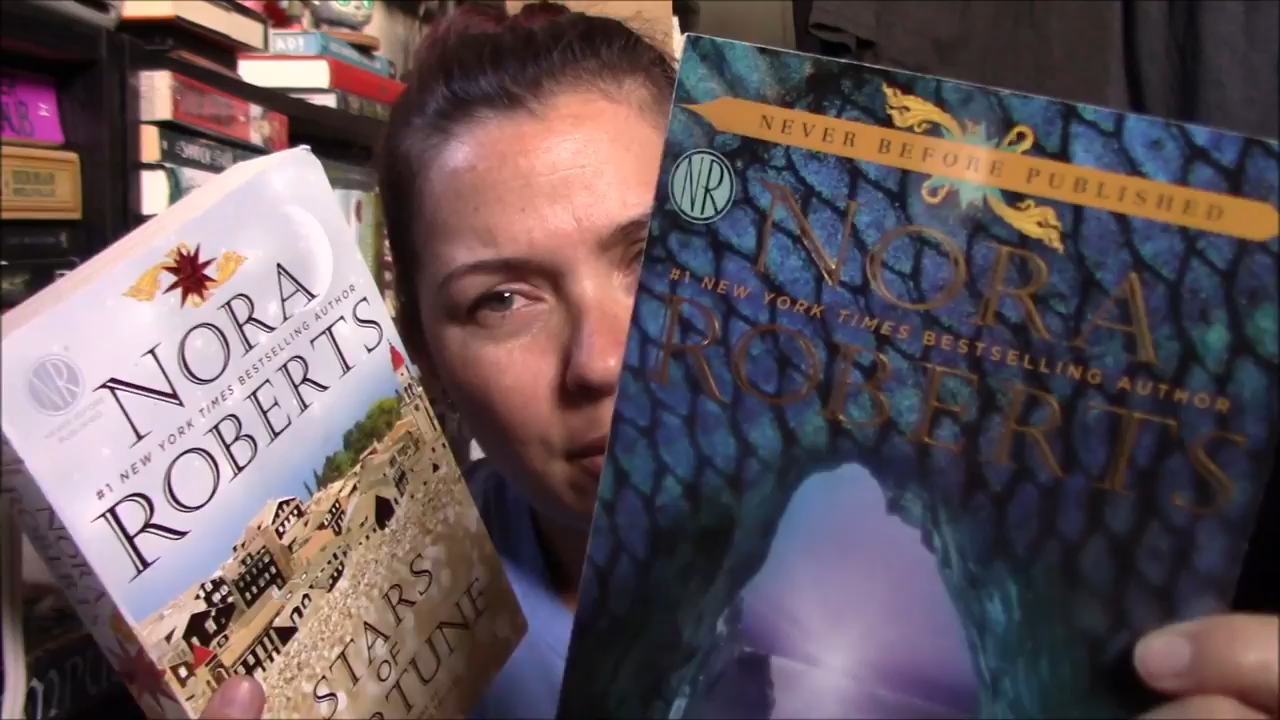 NORA
#1 NEW YORK TIMES BESTSELLING AUTHOR
ROBERTS
STARS
OF
RTUNE
NR
NEVER BEFORE PUBLISHED
NR
NORA
#1 NEW YORK TIMES BESTSELLING AUTHOR
ROBERTS